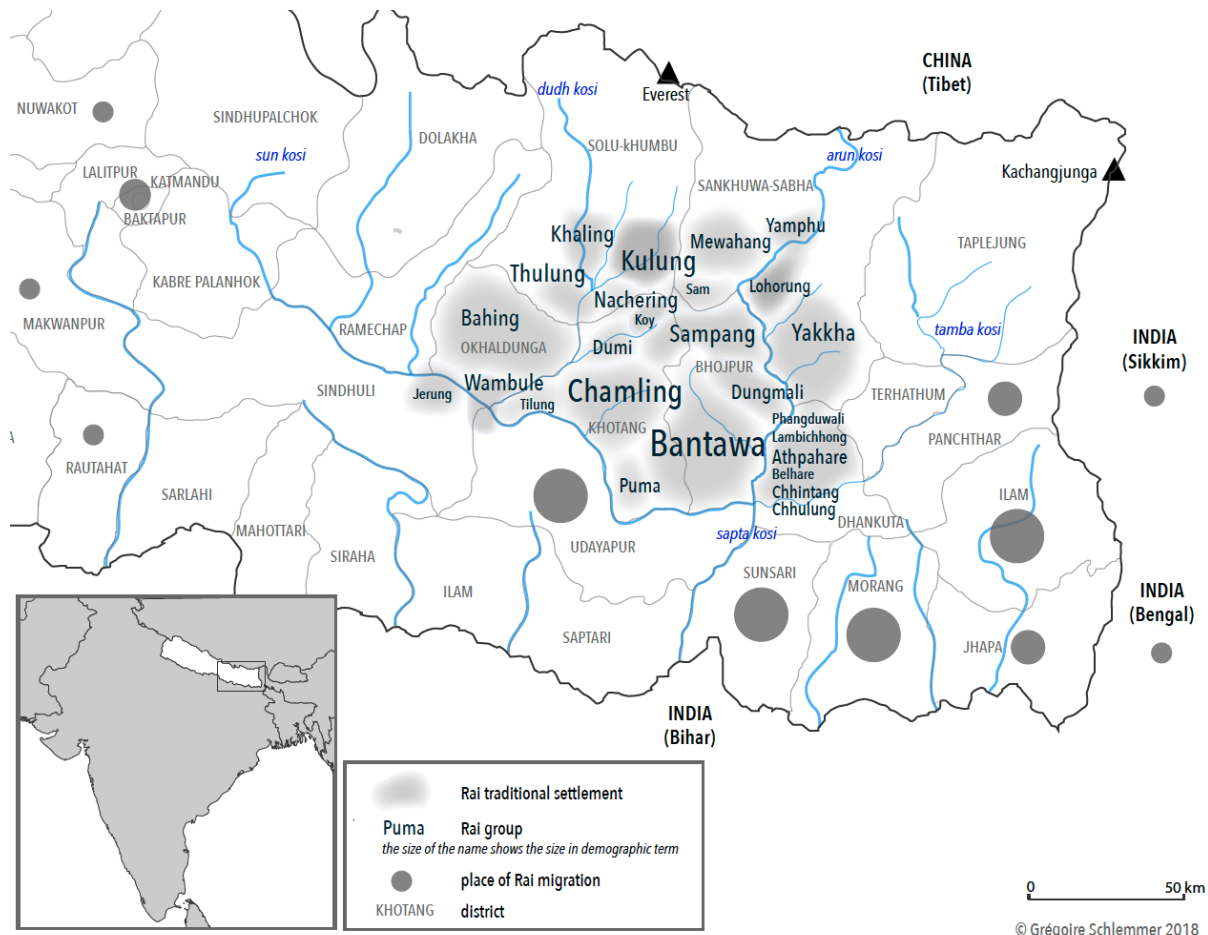 CHINA
(Tibet)
Everest
dudh kosi
NUWAKOT
SINDHUPALCHOK
DOLAKHA
SOLU-kHUMBU
sun kosi
arun kosi
LALITPUR
KATMANDU
Kachangjunga
SANKHUWA-SABHA
BAKTAPUR
Khaling
Yamphu
Mewahang
TAPLEJUNG
Kulung
Thulung
KABRE PALANHOK
Lohorung
Sam
Nachering
Koy
MAKWANPUR
Bahing
RAMECHAP
Sampang
Yakkha
tamba kosi
OKHALDUNGA
Dumi
INDIA
(Sikkim)
BHOJPUR
Wambule
Chamling
Dungmali
SINDHULI
Jerung
Tilung
TERHATHUM
Phangduwali
KHOTANG
Lambichhong
PANCHTHAR
A
Bantawa
Athpahare
RAUTAHAT
Belhare
Puma
Chhintang
ILAM
SARLAHI
Chhulung
DHANKUTA
MAHOTTARI
sapta kosi
UDAYAPUR
SIRAHA
SUNSARI
MORANG
ILAM
INDIA
(Bengal)
SAPTARI
JHAPA
INDIA
(Bihar)
Rai traditional settlement
Puma
Rai group
the size of the name shows the size in demographic term
place of Rai migration
KHOTANG
district
0
50 km
© Grégoire Schlemmer 2018